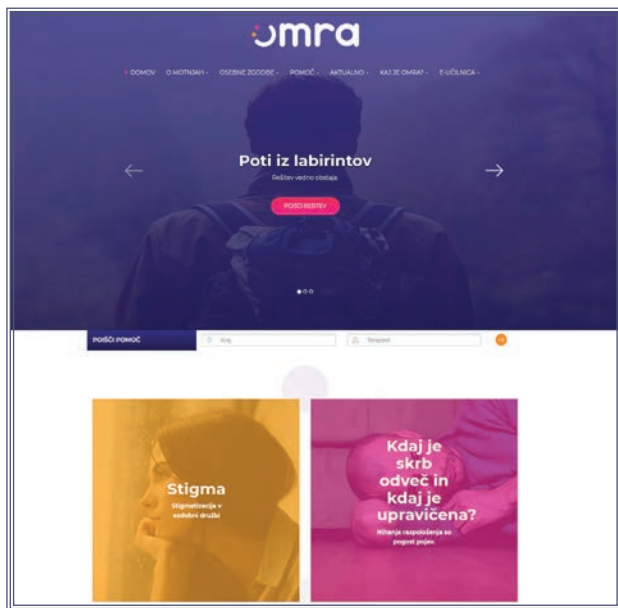 omra
DOMOV O MOTNJAH OSEBNE ZGODBE POMOČ AKTUALNO KAJ JE OMRA? E-UČILNICA
Poti iz labirintov
Rešitev vedno obstaja.
POIŠČI REŠITEV
POIŠČI POMOČ Kraj Terapevt
Stigma
Stigmatizacija v
sodobni družbi
Kdaj je
skrb
odveč in
kdaj je
upravičena?
Nihanja razpoloženja so
pogost pojav.